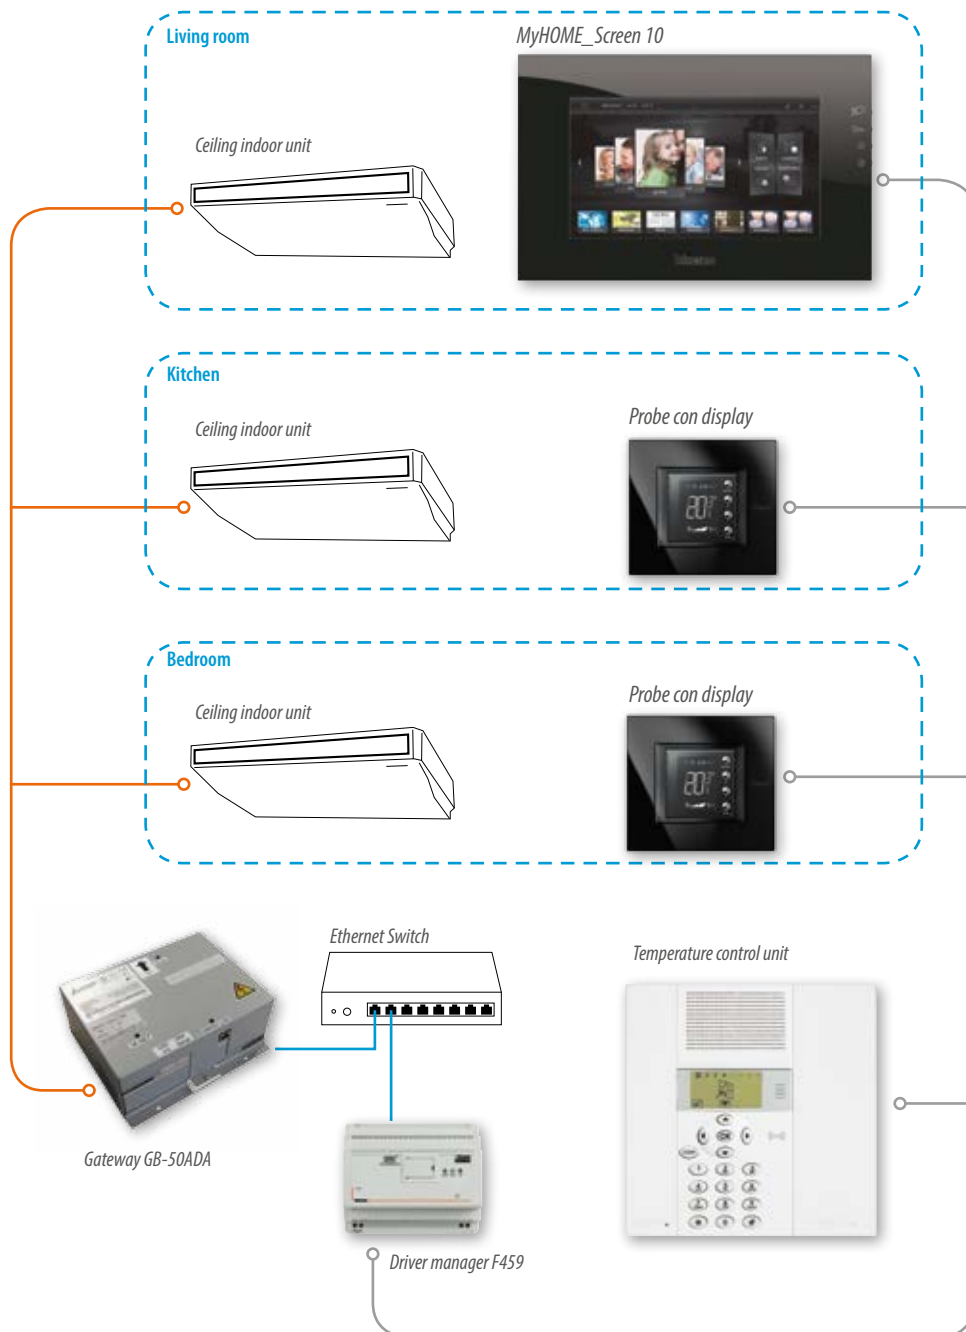 Living room
MyHOME_Screen 10
Ceiling indoor unit
Kitchen
Ceiling indoor unit
Probe con display
Bedroom
Ceiling indoor unit
Probe con display
Ethernet Switch
Temperature control unit
Gateway GB-50ADA
Driver manager F459